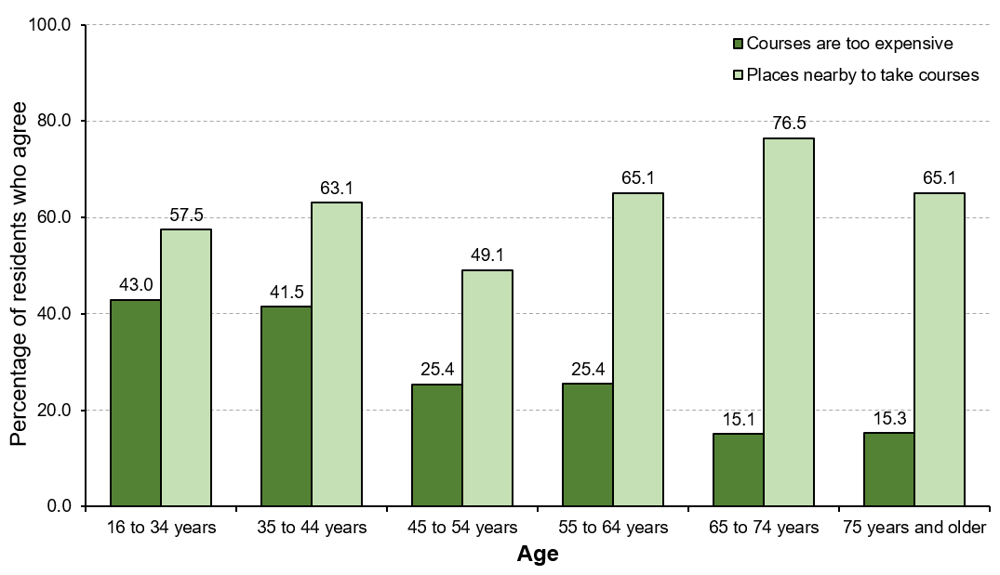 Percentage of residents who agree
100.0
80.0
60.0
40.0
20.0
0.0
Courses are too expensive
Places nearby to take courses
43.0
57.5
41.5
63.1
25.4
49.1
25.4
65.1
15.1
76.5
15.3
65.1
16 to 34 years
35 to 44 years
45 to 54 years
55 to 64 years
65 to 74 years
75 years and older
Age